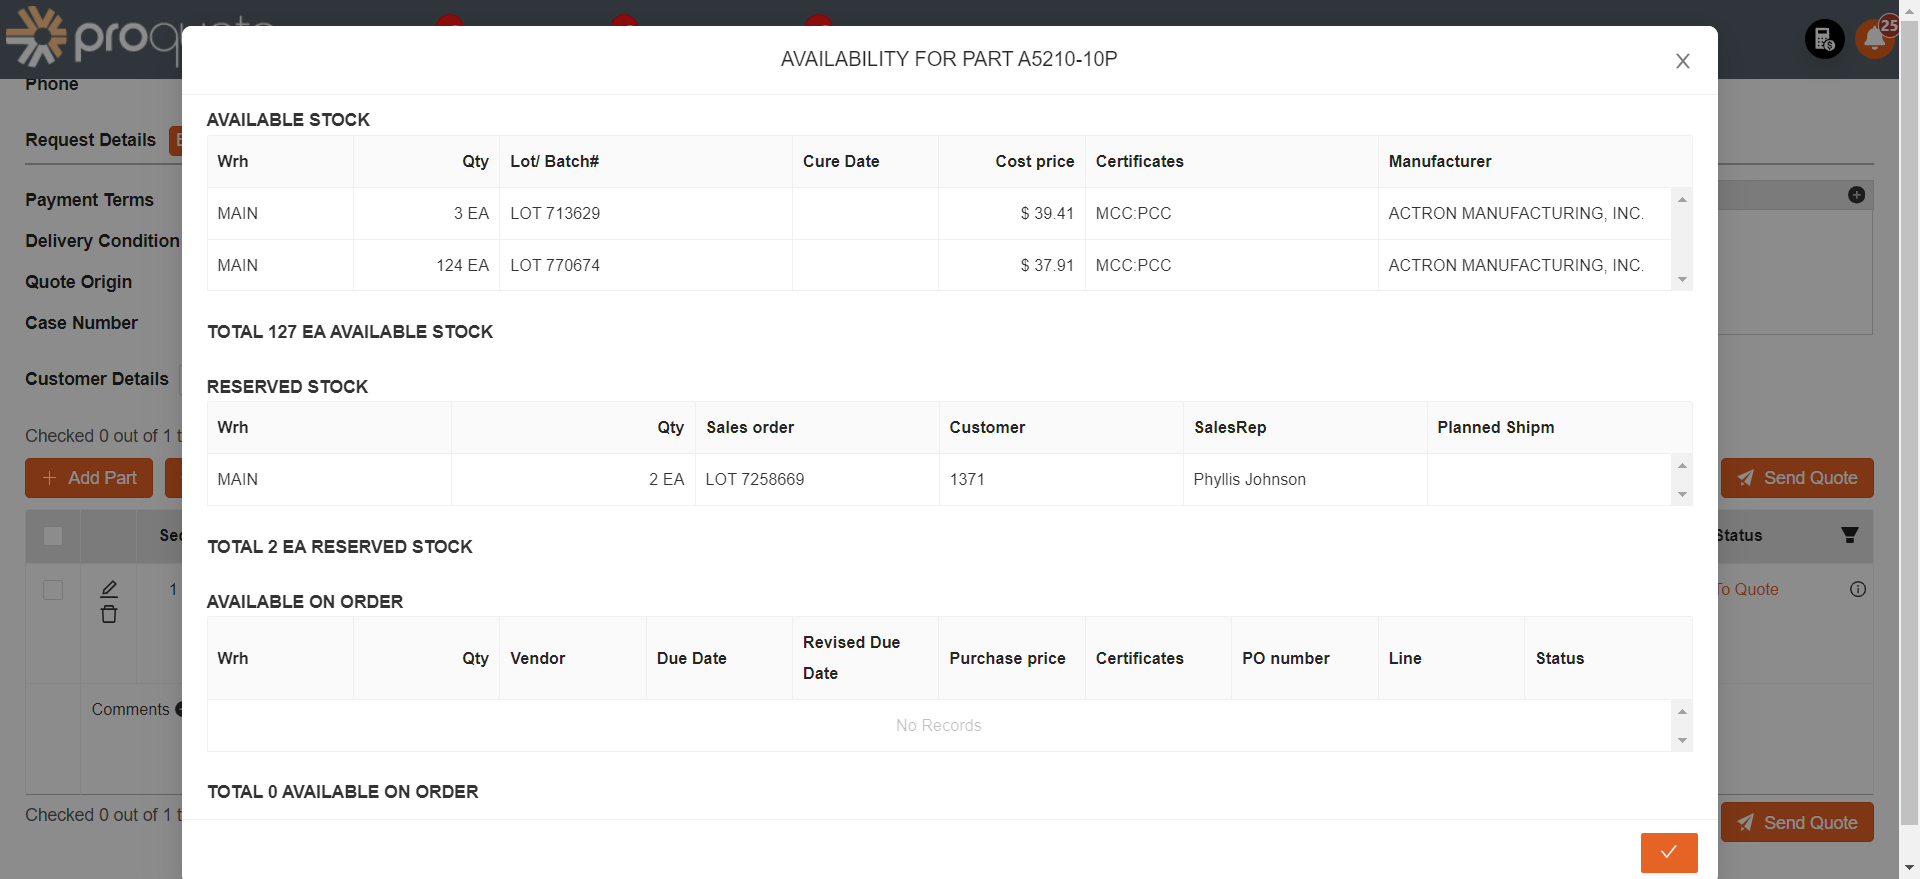 proquote
25
AVAILABILITY FOR PART A5210-10P
Phone
Request Details
Payment Terms
Delivery Condition
Quote Origin
Case Number
Customer Details
Checked 0 out of 1 t
+ Add Part
Send Quote
Status
1
To Quote
Comments
Checked 0 out of 1 t
Send Quote
AVAILABLE STOCK
Wrh Qty Lot/ Batch# Cure Date Cost price Certificates Manufacturer
MAIN 3 EA LOT 713629 $ 39.41 MCC:PCC ACTRON MANUFACTURING, INC.
MAIN 124 EA LOT 770674 $ 37.91 MCC:PCC ACTRON MANUFACTURING, INC.
TOTAL 127 EA AVAILABLE STOCK
RESERVED STOCK
Wrh Qty Sales order Customer SalesRep Planned Shipm
MAIN 2 EA LOT 7258669 1371 Phyllis Johnson
TOTAL 2 EA RESERVED STOCK
AVAILABLE ON ORDER
Wrh Qty Vendor Due Date Revised Due Date Purchase price Certificates PO number Line Status
No Records
TOTAL 0 AVAILABLE ON ORDER